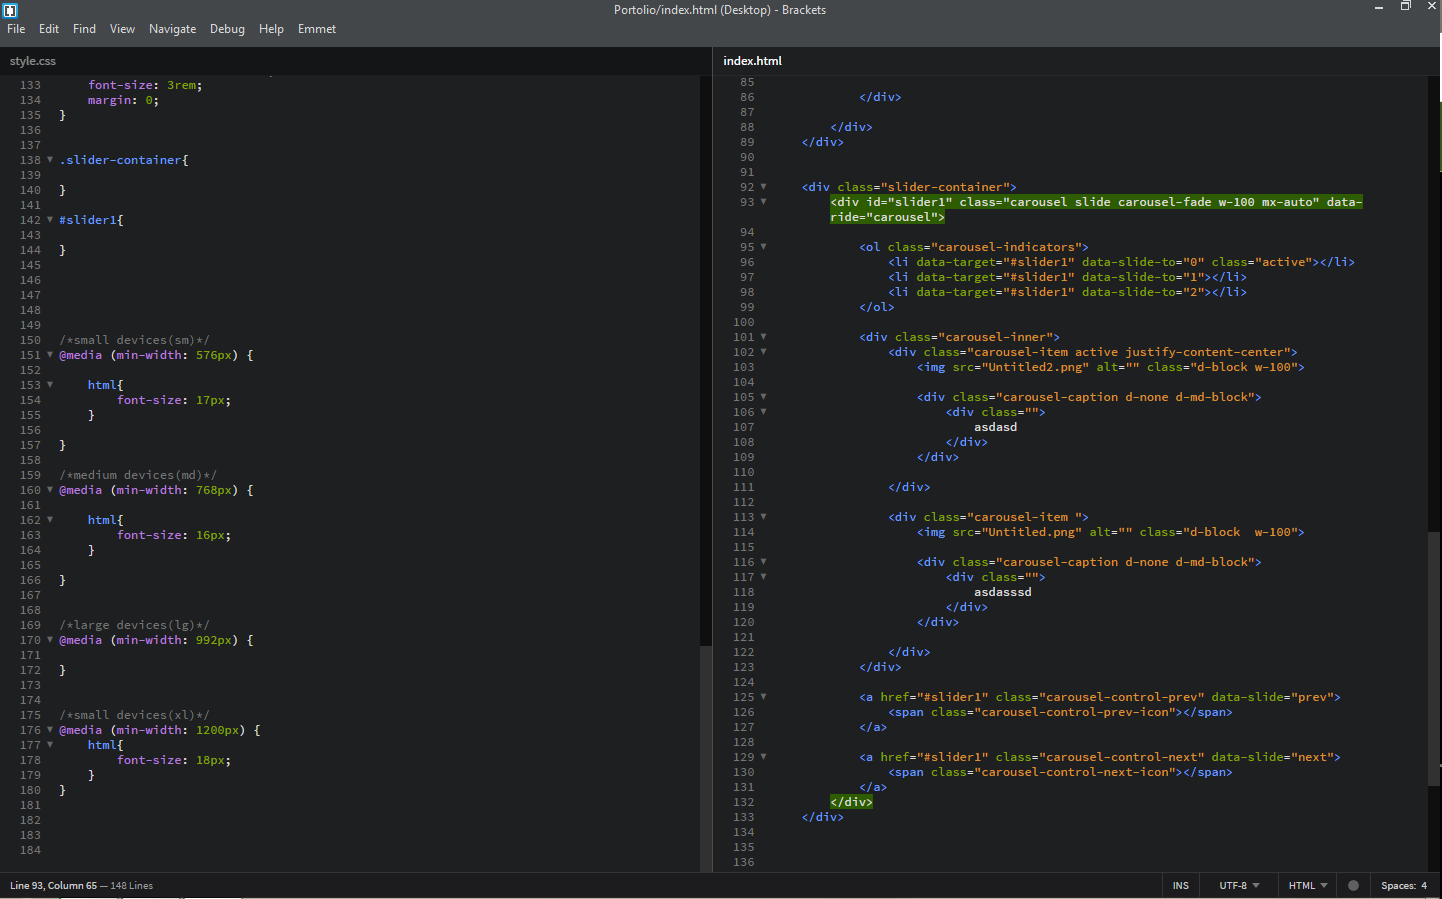 Portolio/index.html (Desktop) - Brackets
File Edit Find View Navigate Debug Help Emmet
style.css
133 font-size: 3rem;
134 margin: 0;
135 }
136
137
138 .slider-container{
139
140 }
141
142 #slider1{
143
144 }
145
146
147
148
149
150 /*small devices(sm)*/
151 @media (min-width: 576px) {
152
153 html{
154 font-size: 17px;
155 }
156
157 }
158
159 /*medium devices(md)*/
160 @media (min-width: 768px) {
161
162 html{
163 font-size: 16px;
164 }
165
166 }
167
168
169 /*large devices(lg)*/
170 @media (min-width: 992px) {
171
172 }
173
174
175 /*small devices(xl)*/
176 @media (min-width: 1200px) {
177 html{
178 font-size: 18px;
179 }
180 }
181
182
183
184
index.html
85
86 </div>
87
88 </div>
89 </div>
90
91
92 <div class="slider-container">
93 <div id="slider1" class="carousel slide carousel-fade w-100 mx-auto" data-
ride="carousel">
94
95 <ol class="carousel-indicators">
96 <li data-target="#slider1" data-slide-to="0" class="active"></li>
97 <li data-target="#slider1" data-slide-to="1"></li>
98 <li data-target="#slider1" data-slide-to="2"></li>
99 </ol>
100
101 <div class="carousel-inner">
102 <div class="carousel-item active justify-content-center">
103 <img src="Untitled2.png" alt="" class="d-block w-100">
104
105 <div class="carousel-caption d-none d-md-block">
106 <div class="">
107 asdasd
108 </div>
109 </div>
110
111 </div>
112
113 <div class="carousel-item ">
114 <img src="Untitled.png" alt="" class="d-block  w-100">
115
116 <div class="carousel-caption d-none d-md-block">
117 <div class="">
118 asdasssd
119 </div>
120 </div>
121
122 </div>
123 </div>
124
125 <a href="#slider1" class="carousel-control-prev" data-slide="prev">
126 <span class="carousel-control-prev-icon"></span>
127 </a>
128
129 <a href="#slider1" class="carousel-control-next" data-slide="next">
130 <span class="carousel-control-next-icon"></span>
131 </a>
132 </div>
133 </div>
134
135
136
Line 93, Column 65 — 148 Lines INS UTF-8 HTML Spaces: 4